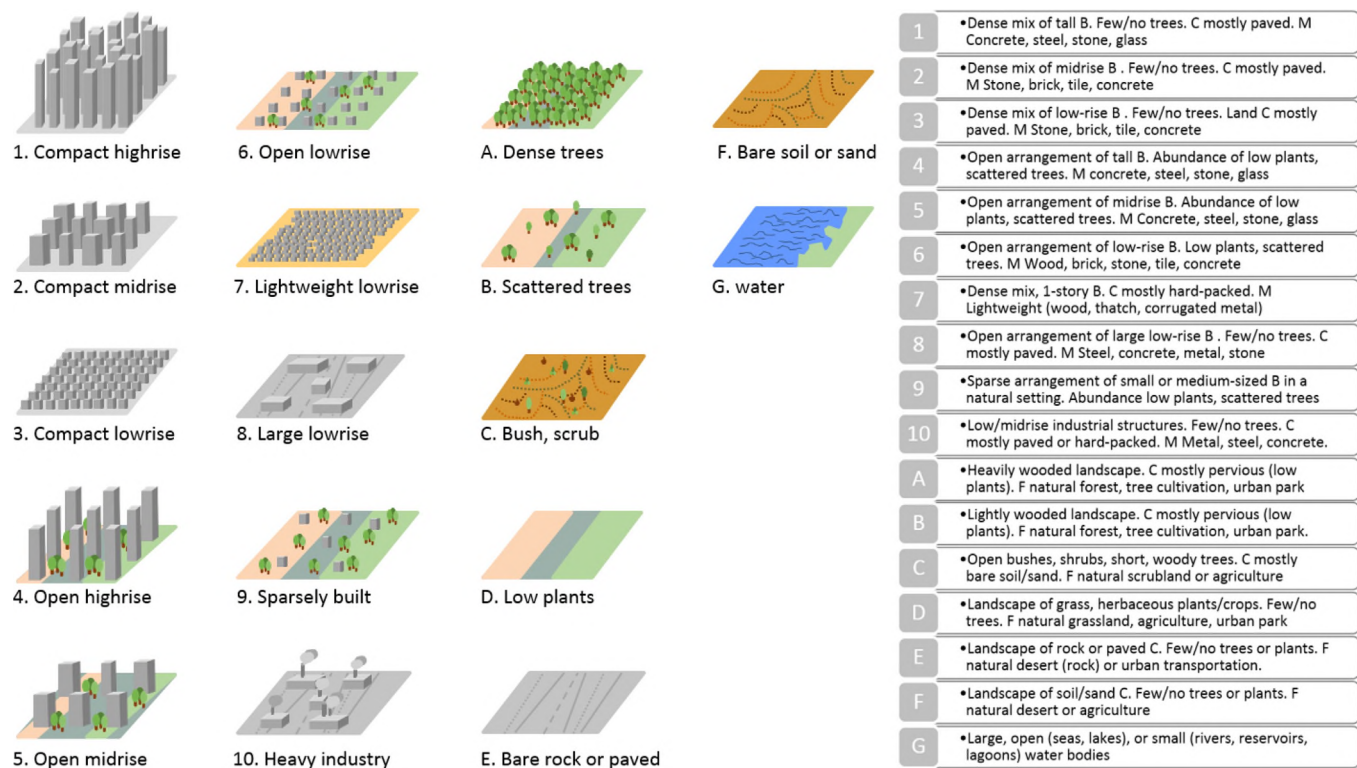 1. Compact highrise
2. Compact midrise
3. Compact lowrise
4. Open highrise
5. Open midrise
6. Open lowrise
7. Lightweight lowrise
8. Large lowrise
9. Sparsely built
10. Heavy industry
A. Dense trees
B. Scattered trees
C. Bush, scrub
D. Low plants
E. Bare rock or paved
F. Bare soil or sand
G. water
1
•Dense mix of tall B. Few/no trees. C mostly paved. M
Concrete, steel, stone, glass
2
•Dense mix of midrise B . Few/no trees. C mostly paved.
M Stone, brick, tile, concrete
3
•Dense mix of low-rise B . Few/no trees. Land C mostly
paved. M Stone, brick, tile, concrete
4
•Open arrangement of tall B. Abundance of low plants,
scattered trees. M concrete, steel, stone, glass
5
•Open arrangement of midrise B. Abundance of low
plants, scattered trees. M Concrete, steel, stone, glass
6
•Open arrangement of low-rise B. Low plants, scattered
trees. M Wood, brick, stone, tile, concrete
7
•Dense mix, 1-story B. C mostly hard-packed. M
Lightweight (wood, thatch, corrugated metal)
8
•Open arrangement of large low-rise B . Few/no trees. C
mostly paved. M Steel, concrete, metal, stone
9
•Sparse arrangement of small or medium-sized B in a
natural setting. Abundance low plants, scattered trees
10
•Low/midrise industrial structures. Few/no trees. C
mostly paved or hard-packed. M Metal, steel, concrete.
A
•Heavily wooded landscape. C mostly pervious (low
plants). F natural forest, tree cultivation, urban park
B
•Lightly wooded landscape. C mostly pervious (low
plants). F natural forest, tree cultivation, urban park.
C
•Open bushes, shrubs, short, woody trees. C mostly
bare soil/sand. F natural scrubland or agriculture
D
•Landscape of grass, herbaceous plants/crops. Few/no
trees. F natural grassland, agriculture, urban park
E
•Landscape of rock or paved C. Few/no trees or plants. F
natural desert (rock) or urban transportation.
F
•Landscape of soil/sand C. Few/no trees or plants. F
natural desert or agriculture
G
•Large, open (seas, lakes), or small (rivers, reservoirs,
lagoons) water bodies